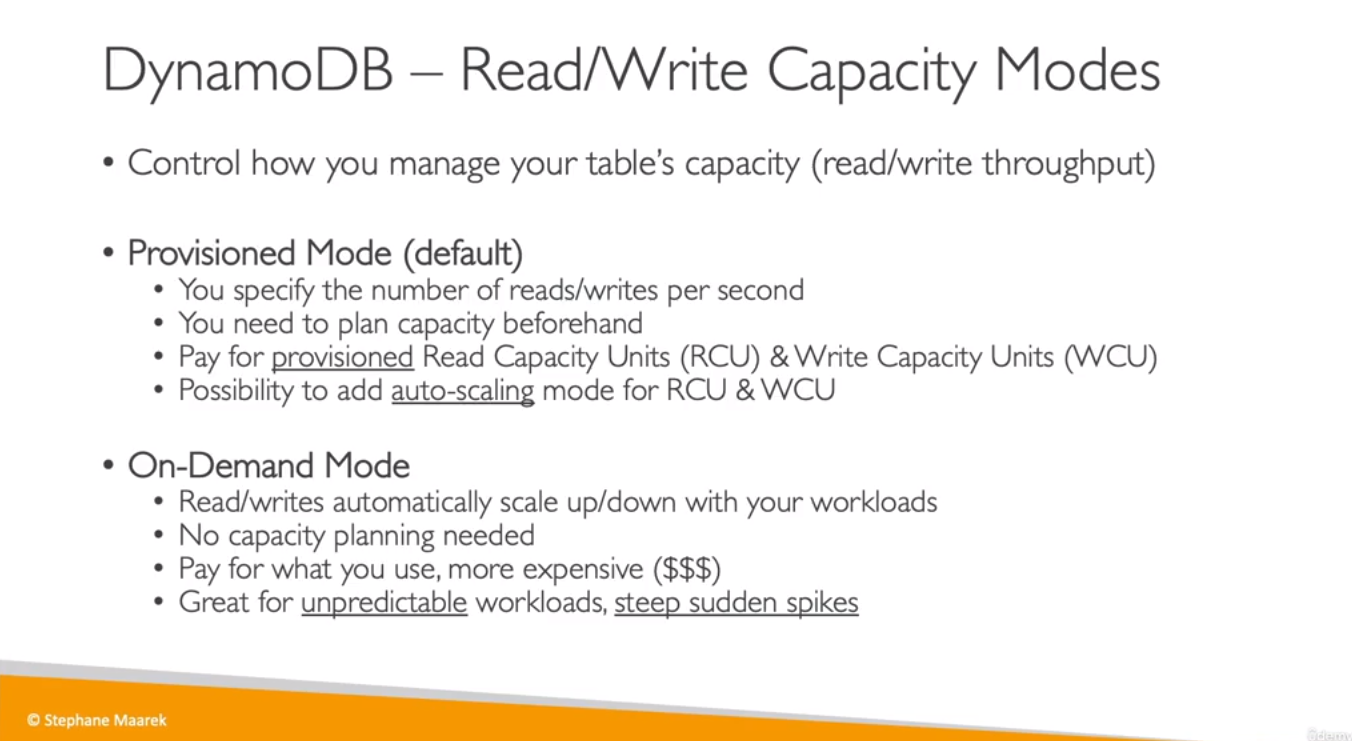 DynamoDB – Read/Write Capacity Modes
• Control how you manage your table's capacity (read/write throughput)
• Provisioned Mode (default)
• You specify the number of reads/writes per second
• You need to plan capacity beforehand
• Pay for provisioned Read Capacity Units (RCU) & Write Capacity Units (WCU)
• Possibility to add auto-scaling mode for RCU & WCU
• On-Demand Mode
• Read/writes automatically scale up/down with your workloads
• No capacity planning needed
• Pay for what you use, more expensive ($$$)
• Great for unpredictable workloads, steep sudden spikes
© Stephane Maarek